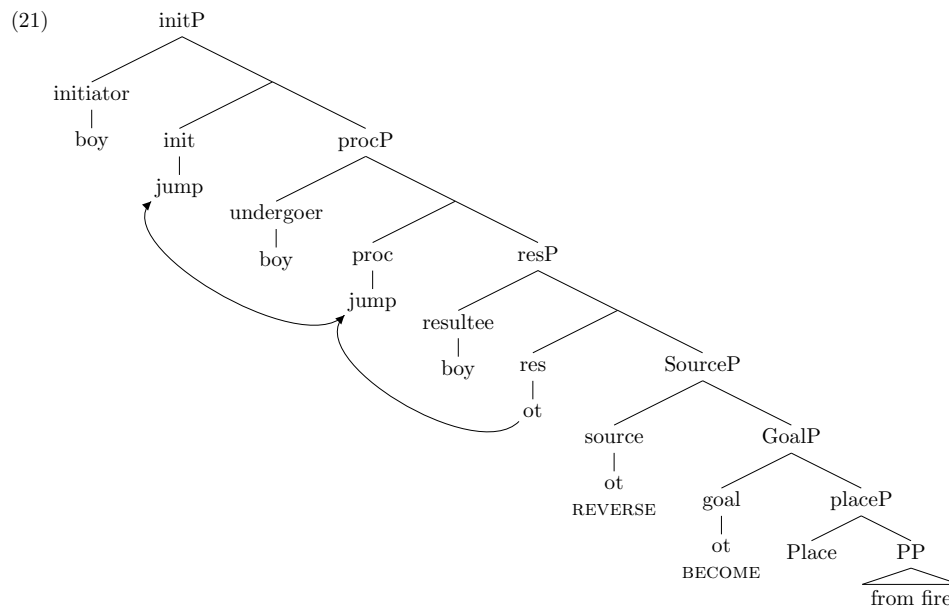 (21)
initP
initiator
boy
init
procP
jump
undergoer
boy
proc
resP
jump
resultee
boy
res
SourceP
ot
source
GoalP
ot
REVERSE
goal
placeP
ot
BECOME
Place
PP
from fire